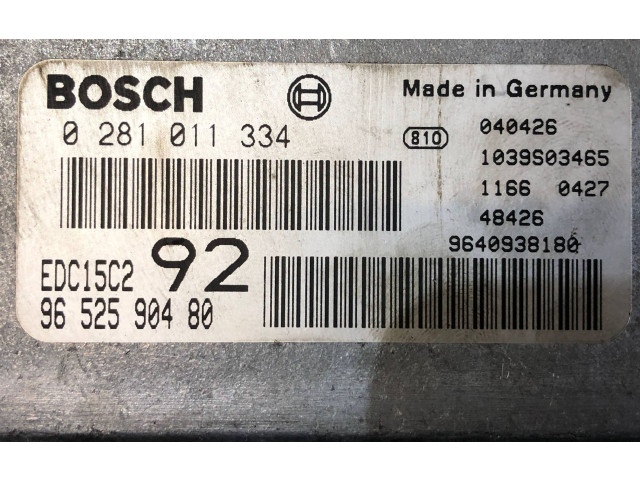 BOSCH
Made in Germany
0 281 011 334
810
040426
1039S03465
1166 0427
48426
9640938180
EDC15C2 92
96 525 904 80